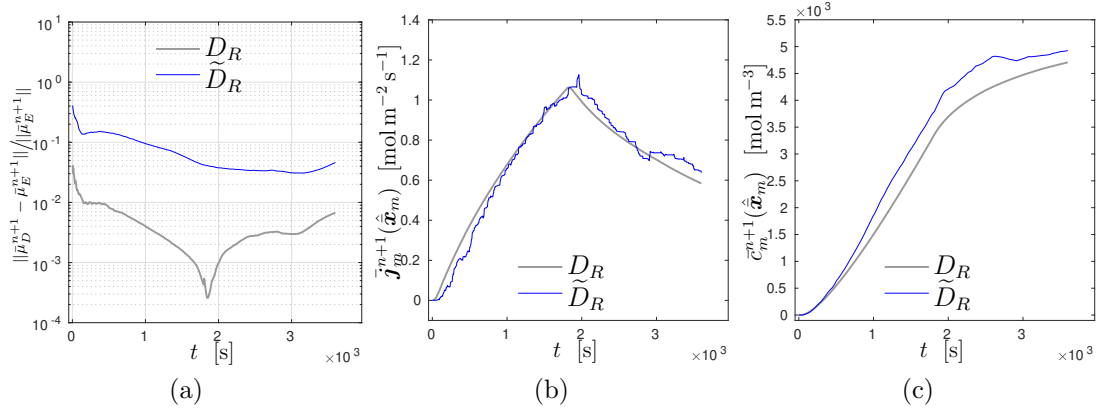 10^1
10^0
10^-1
10^-2
10^-3
10^-4
0 1 2 3
×10^3
t [s]
||μ̄_D^{n+1} − μ̄_E^{n+1}||/||μ̄_E^{n+1}||
D_R
D̃_R
(a)
1.4
1.2
1
0.8
0.6
0.4
0.2
0
0 1 2 3
×10^3
t [s]
j̄_m^{n+1}(x̂̄_m) [mol m^-2 s^-1]
D_R
D̃_R
(b)
×10^3
5.5
5
4.5
4
3.5
3
2.5
2
1.5
1
0.5
0
0 1 2 3
×10^3
t [s]
c̄_m^{n+1}(x̂̄_m) [mol m^-3]
D_R
D̃_R
(c)